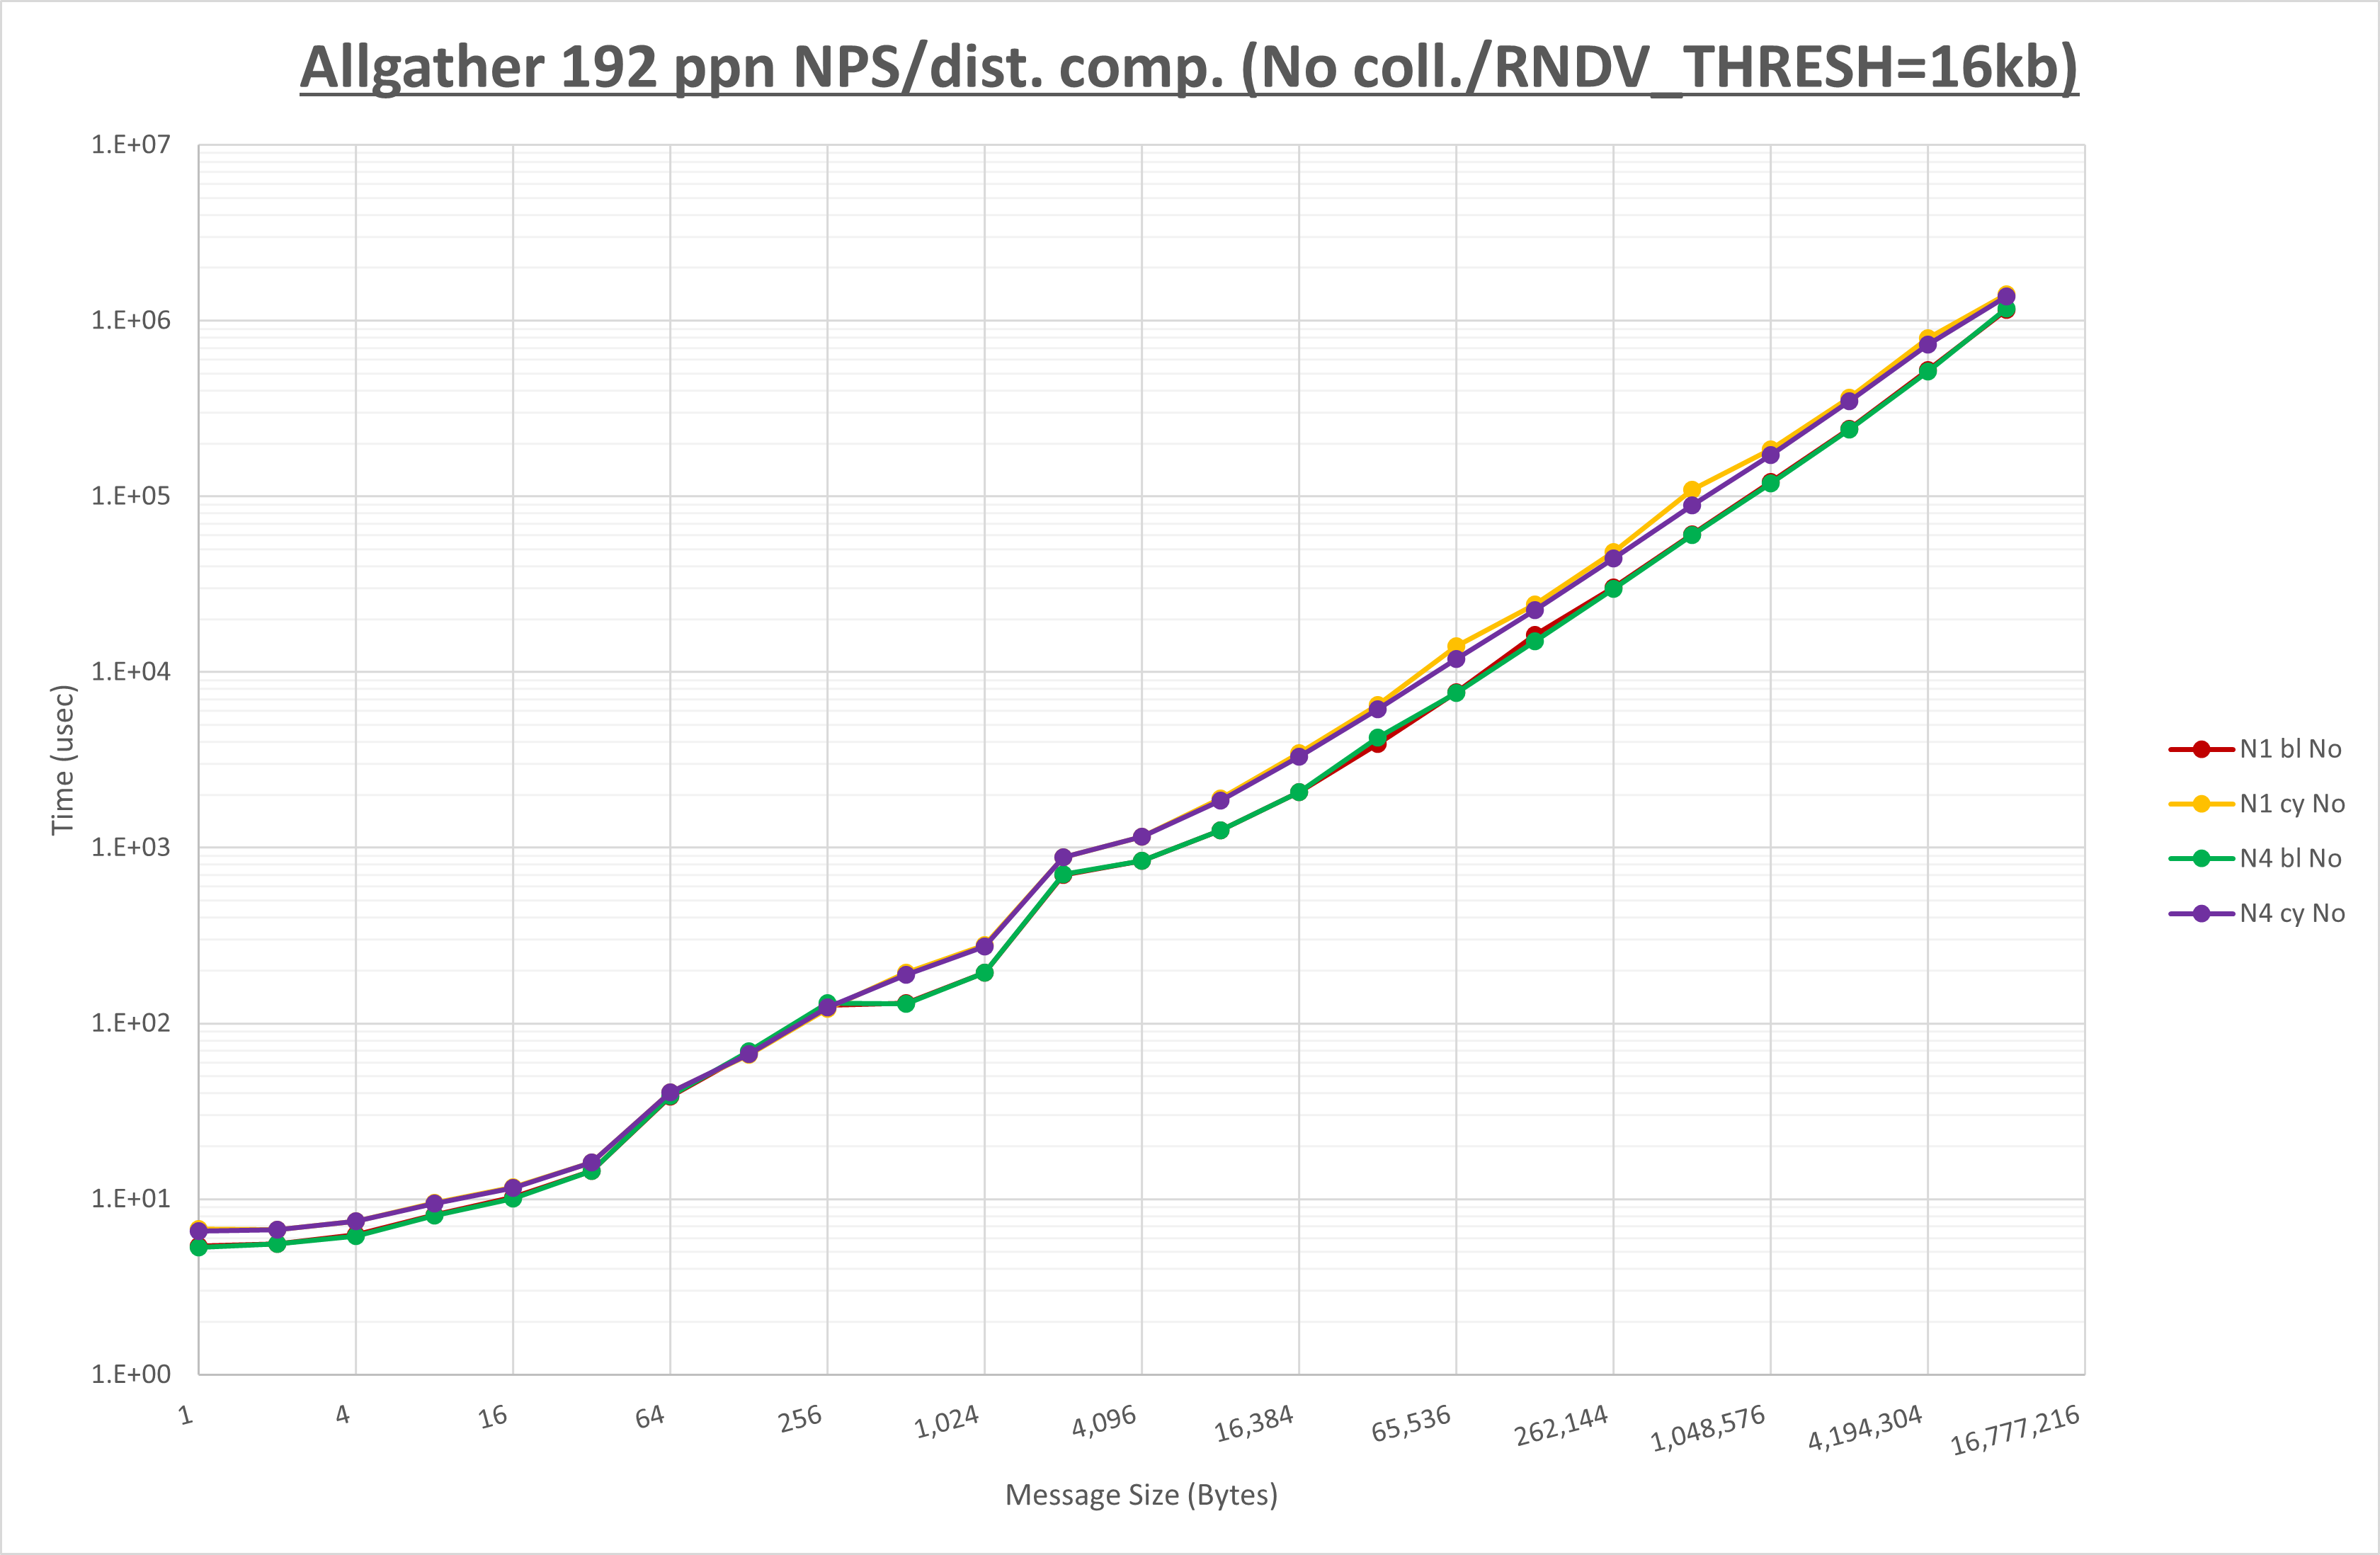 Allgather 192 ppn NPS/dist. comp. (No coll./RNDV_THRESH=16kb)
1.E+07
1.E+06
1.E+05
1.E+04
1.E+03
1.E+02
1.E+01
1.E+00
Time (usec)
1
4
16
64
256
1,024
4,096
16,384
65,536
262,144
1,048,576
4,194,304
16,777,216
Message Size (Bytes)
N1 bl No
N1 cy No
N4 bl No
N4 cy No